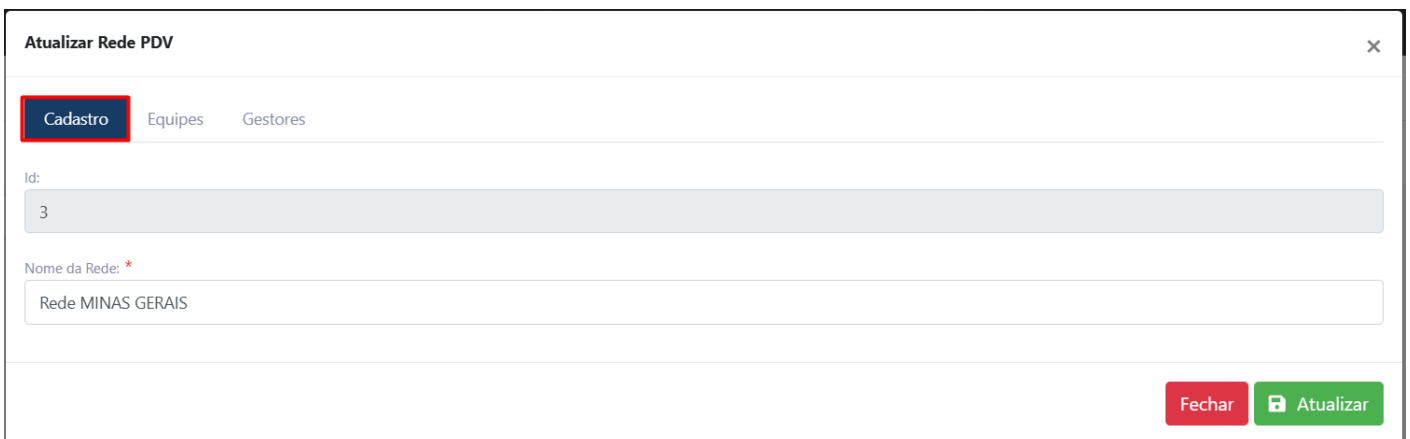 Atualizar Rede PDV
×
Cadastro Equipes Gestores
Id:
3
Nome da Rede: *
Rede MINAS GERAIS
Fechar Atualizar